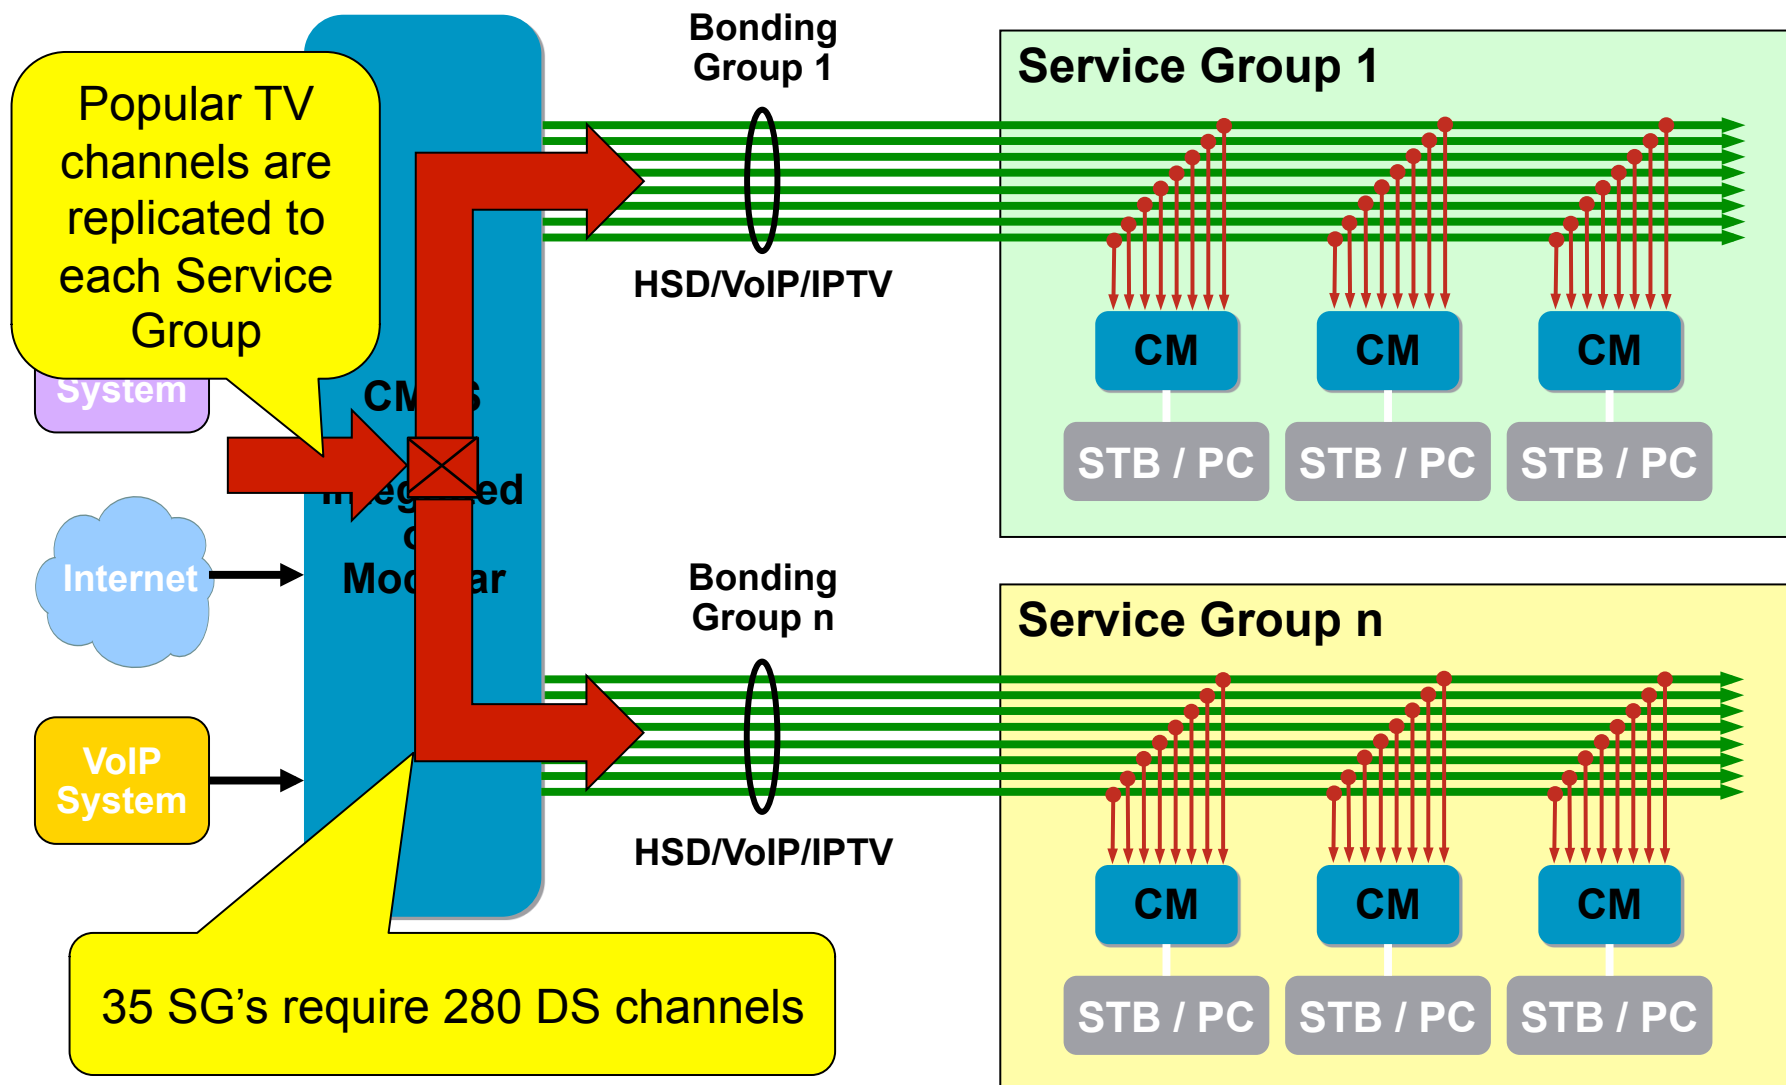 Popular TV
channels are
replicated to
each Service
Group
System
Internet
VoIP
System
Bonding
Group 1
HSD/VoIP/IPTV
Service Group 1
CM
CM
CM
STB / PC
STB / PC
STB / PC
Bonding
Group n
HSD/VoIP/IPTV
Service Group n
CM
CM
CM
STB / PC
STB / PC
STB / PC
35 SG’s require 280 DS channels